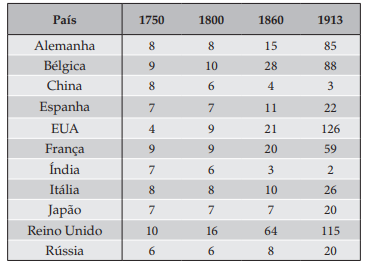 País 1750 1800 1860 1913
Alemanha 8 8 15 85
Bélgica 9 10 28 88
China 8 6 4 3
Espanha 7 7 11 22
EUA 4 9 21 126
França 9 9 20 59
Índia 7 6 3 2
Itália 8 8 10 26
Japão 7 7 7 20
Reino Unido 10 16 64 115
Rússia 6 6 8 20